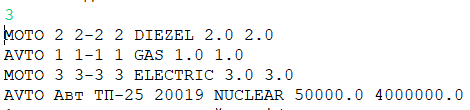 3
MOTO 2 2-2 2 DIEZEL 2.0 2.0
AVTO 1 1-1 1 GAS 1.0 1.0
MOTO 3 3-3 3 ELECTRIC 3.0 3.0
AVTO Авт ТП-25 20019 NUCLEAR 50000.0 4000000.0